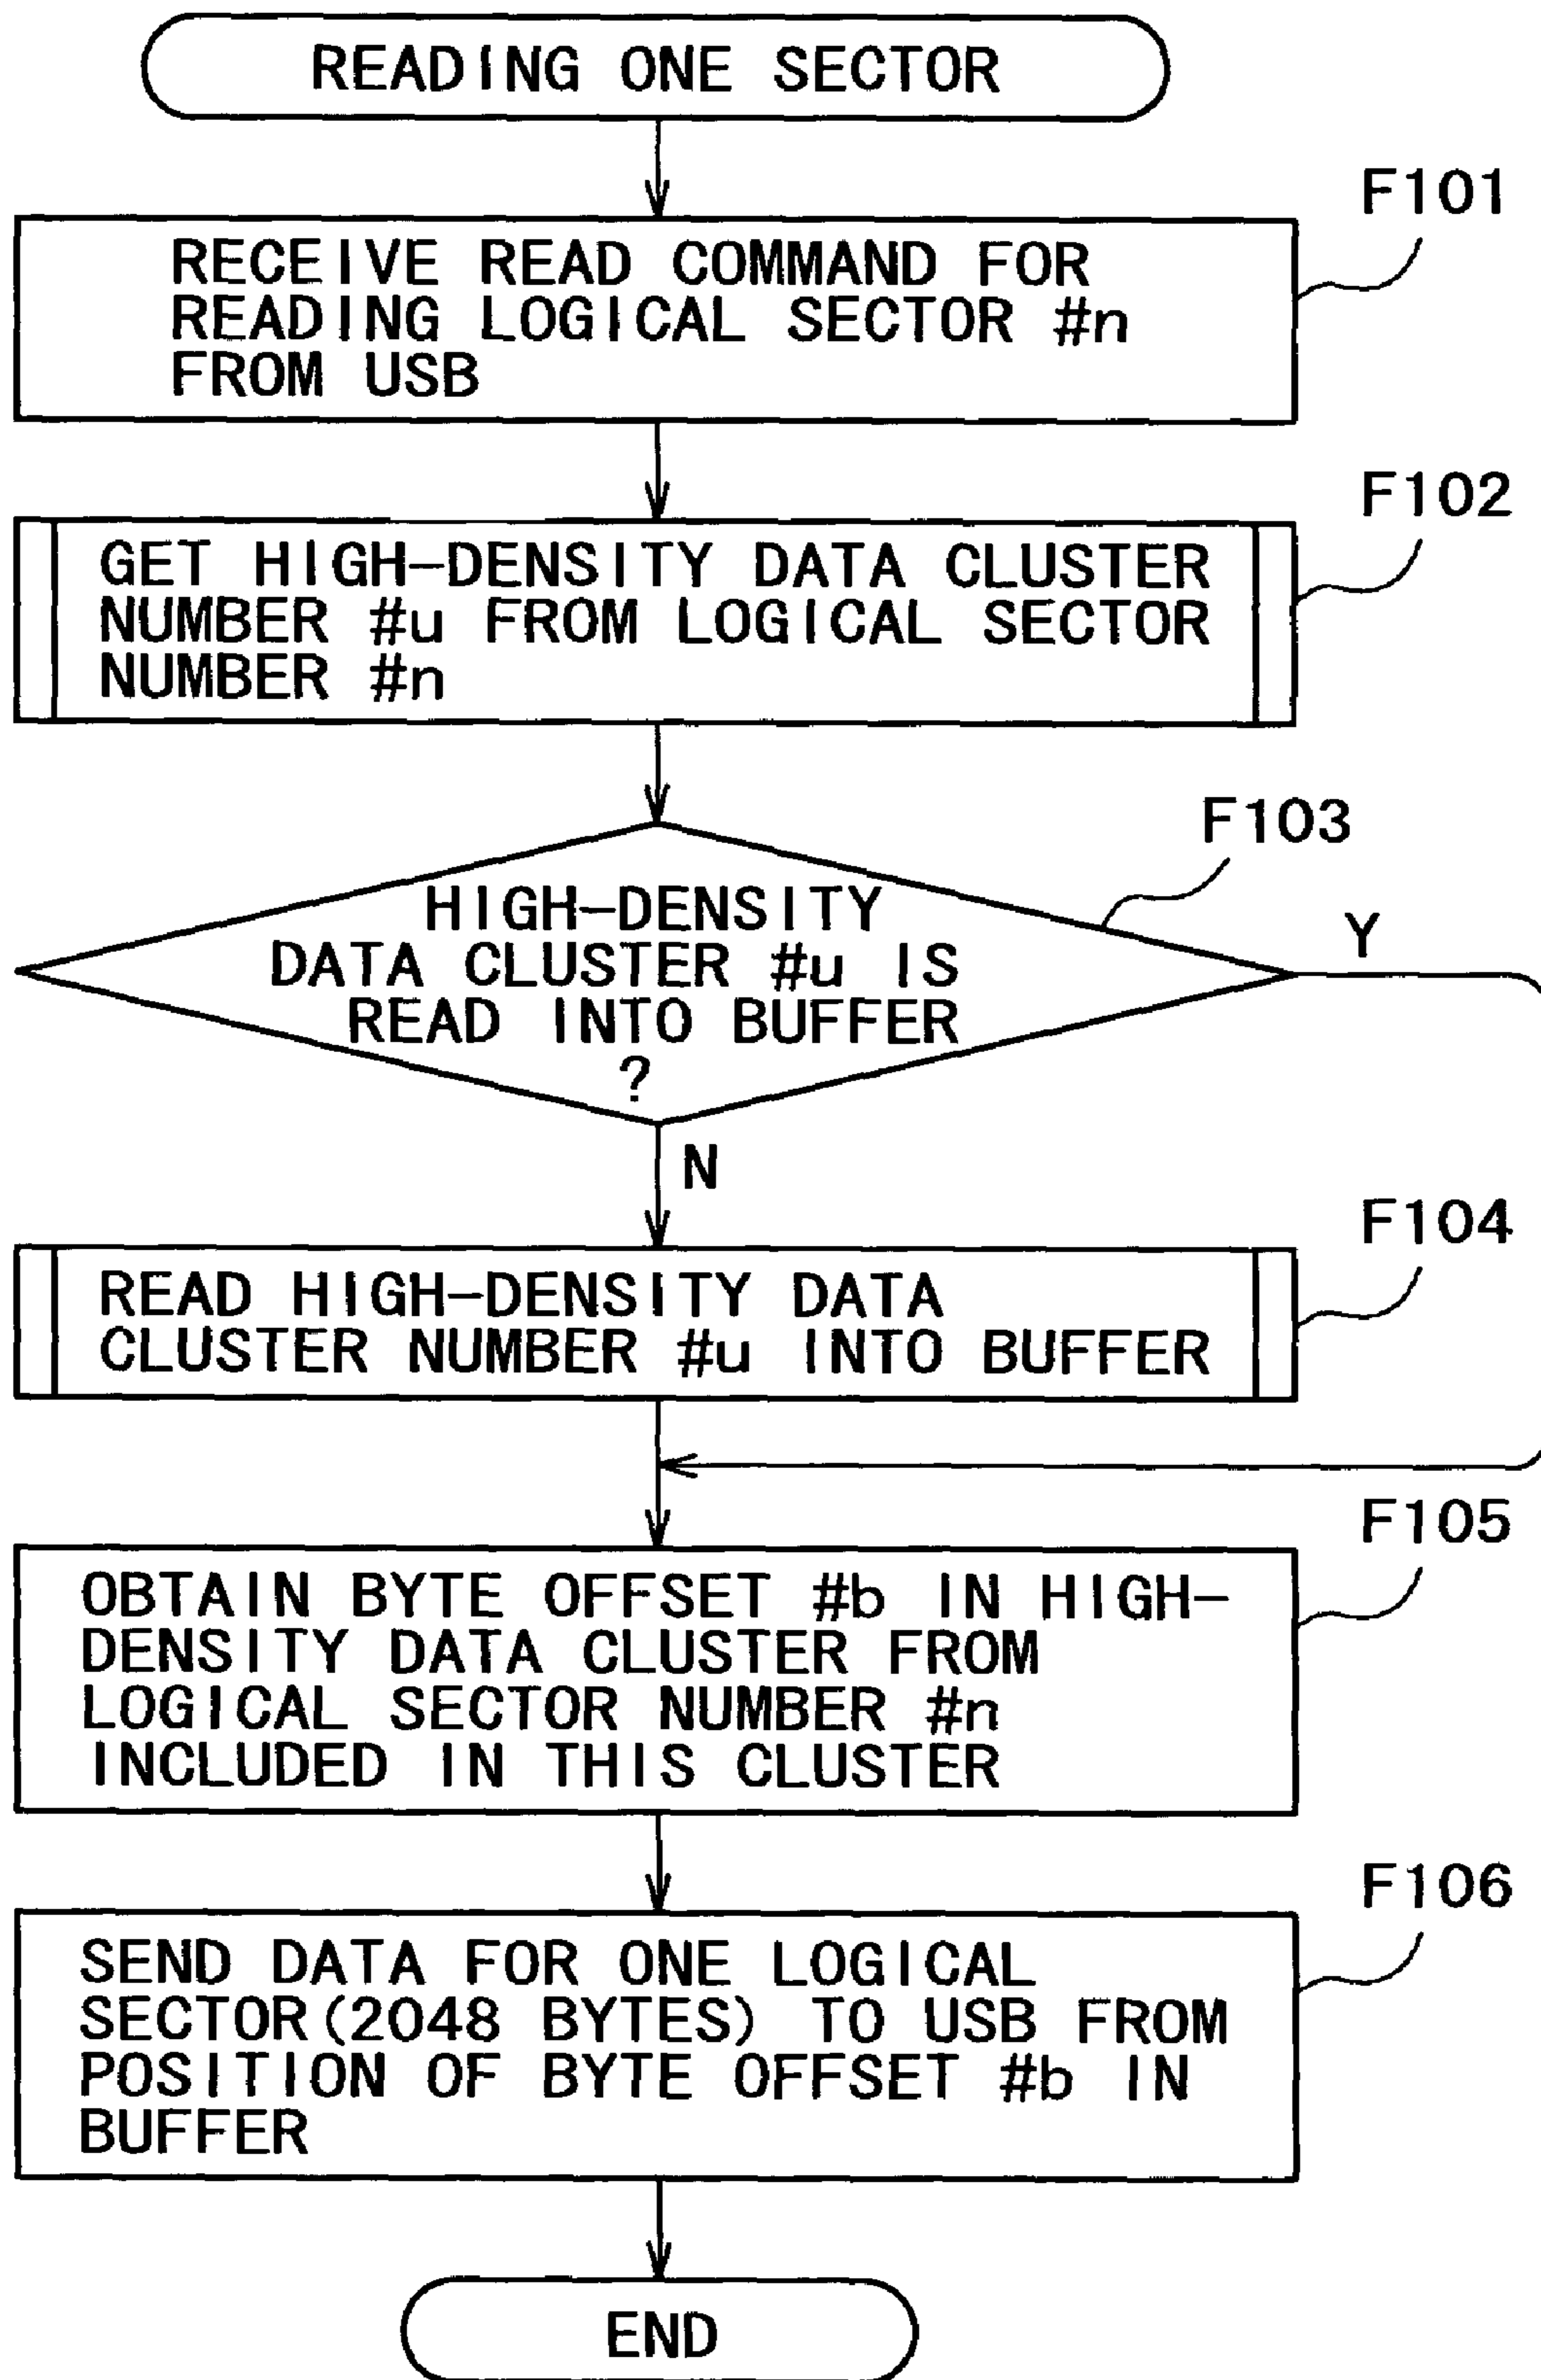 READING ONE SECTOR
F101
RECEIVE READ COMMAND FOR
READING LOGICAL SECTOR #n
FROM USB
F102
GET HIGH-DENSITY DATA CLUSTER
NUMBER #u FROM LOGICAL SECTOR
NUMBER #n
F103
HIGH-DENSITY
DATA CLUSTER #u IS
READ INTO BUFFER
?
Y
N
F104
READ HIGH-DENSITY DATA
CLUSTER NUMBER #u INTO BUFFER
F105
OBTAIN BYTE OFFSET #b IN HIGH-
DENSITY DATA CLUSTER FROM
LOGICAL SECTOR NUMBER #n
INCLUDED IN THIS CLUSTER
F106
SEND DATA FOR ONE LOGICAL
SECTOR(2048 BYTES) TO USB FROM
POSITION OF BYTE OFFSET #b IN
BUFFER
END